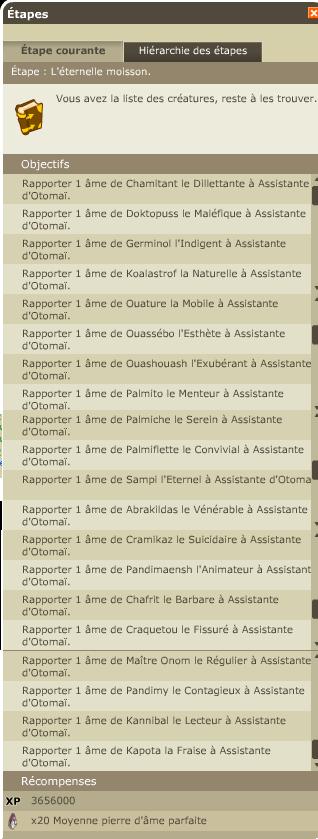 Étapes
Étape courante
Hiérarchie des étapes
Étape : L'éternelle moisson.
Vous avez la liste des créatures, reste à les trouver.
Objectifs
Rapporter 1 âme de Chamitant le Dillettante à Assistante
d'Otomaï.
Rapporter 1 âme de Doktopuss le Maléfique à Assistante
d'Otomaï.
Rapporter 1 âme de Germinol l'Indigent à Assistante
d'Otomaï.
Rapporter 1 âme de Koalastrof la Naturelle à Assistante
d'Otomaï.
Rapporter 1 âme de Ouature la Mobile à Assistante
d'Otomaï.
Rapporter 1 âme de Ouassébo l'Esthète à Assistante
d'Otomaï.
Rapporter 1 âme de Ouashouash l'Exubérant à Assistante
d'Otomaï.
Rapporter 1 âme de Palmito le Menteur à Assistante
d'Otomaï.
Rapporter 1 âme de Palmiche le Serein à Assistante
d'Otomaï.
Rapporter 1 âme de Palmiflette le Convivial à Assistante
d'Otomaï.
Rapporter 1 âme de Sampi l'Eternel à Assistante d'Otoma
Rapporter 1 âme de Abrakildas le Vénérable à Assistante
d'Otomaï.
Rapporter 1 âme de Cramikaz le Suicidaire à Assistante
d'Otomaï.
Rapporter 1 âme de Pandimaensh l'Animateur à Assistant
d'Otomaï.
Rapporter 1 âme de Chafrit le Barbare à Assistante
d'Otomaï.
Rapporter 1 âme de Craquetou le Fissuré à Assistante
d'Otomaï.
Rapporter 1 âme de Maître Onom le Régulier à Assistante
d'Otomaï.
Rapporter 1 âme de Pandimy le Contagieux à Assistante
d'Otomaï.
Rapporter 1 âme de Kannibal le Lecteur à Assistante
d'Otomaï.
Rapporter 1 âme de Kapota la Fraise à Assistante
d'Otomaï.
Récompenses
XP 3656000
x20 Moyenne pierre d'âme parfaite